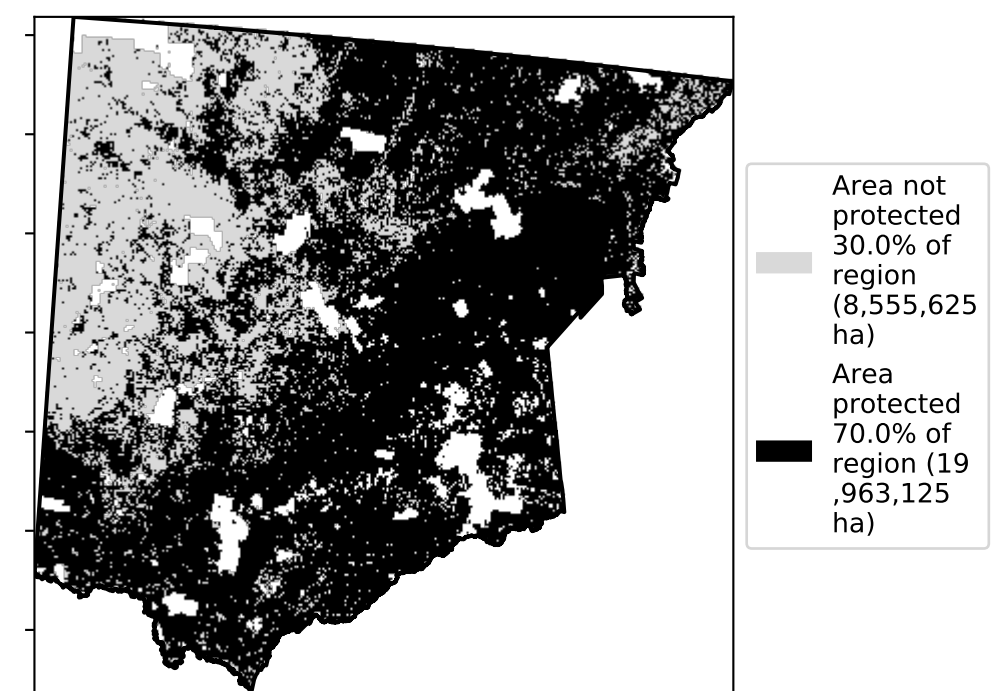 Area not
protected
30.0% of
region
(8,555,625
ha)
Area
protected
70.0% of
region (19
,963,125
ha)